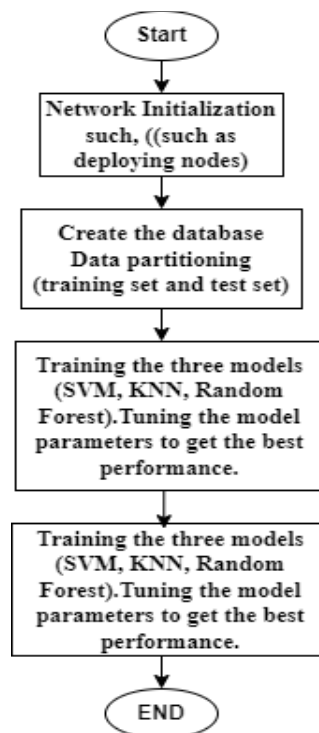 Start
Network Initialization
such, ((such as
deploying nodes)
Create the database
Data partitioning
(training set and test set)
Training the three models
(SVM, KNN, Random
Forest).Tuning the model
parameters to get the best
performance.
Training the three models
(SVM, KNN, Random
Forest).Tuning the model
parameters to get the best
performance.
END